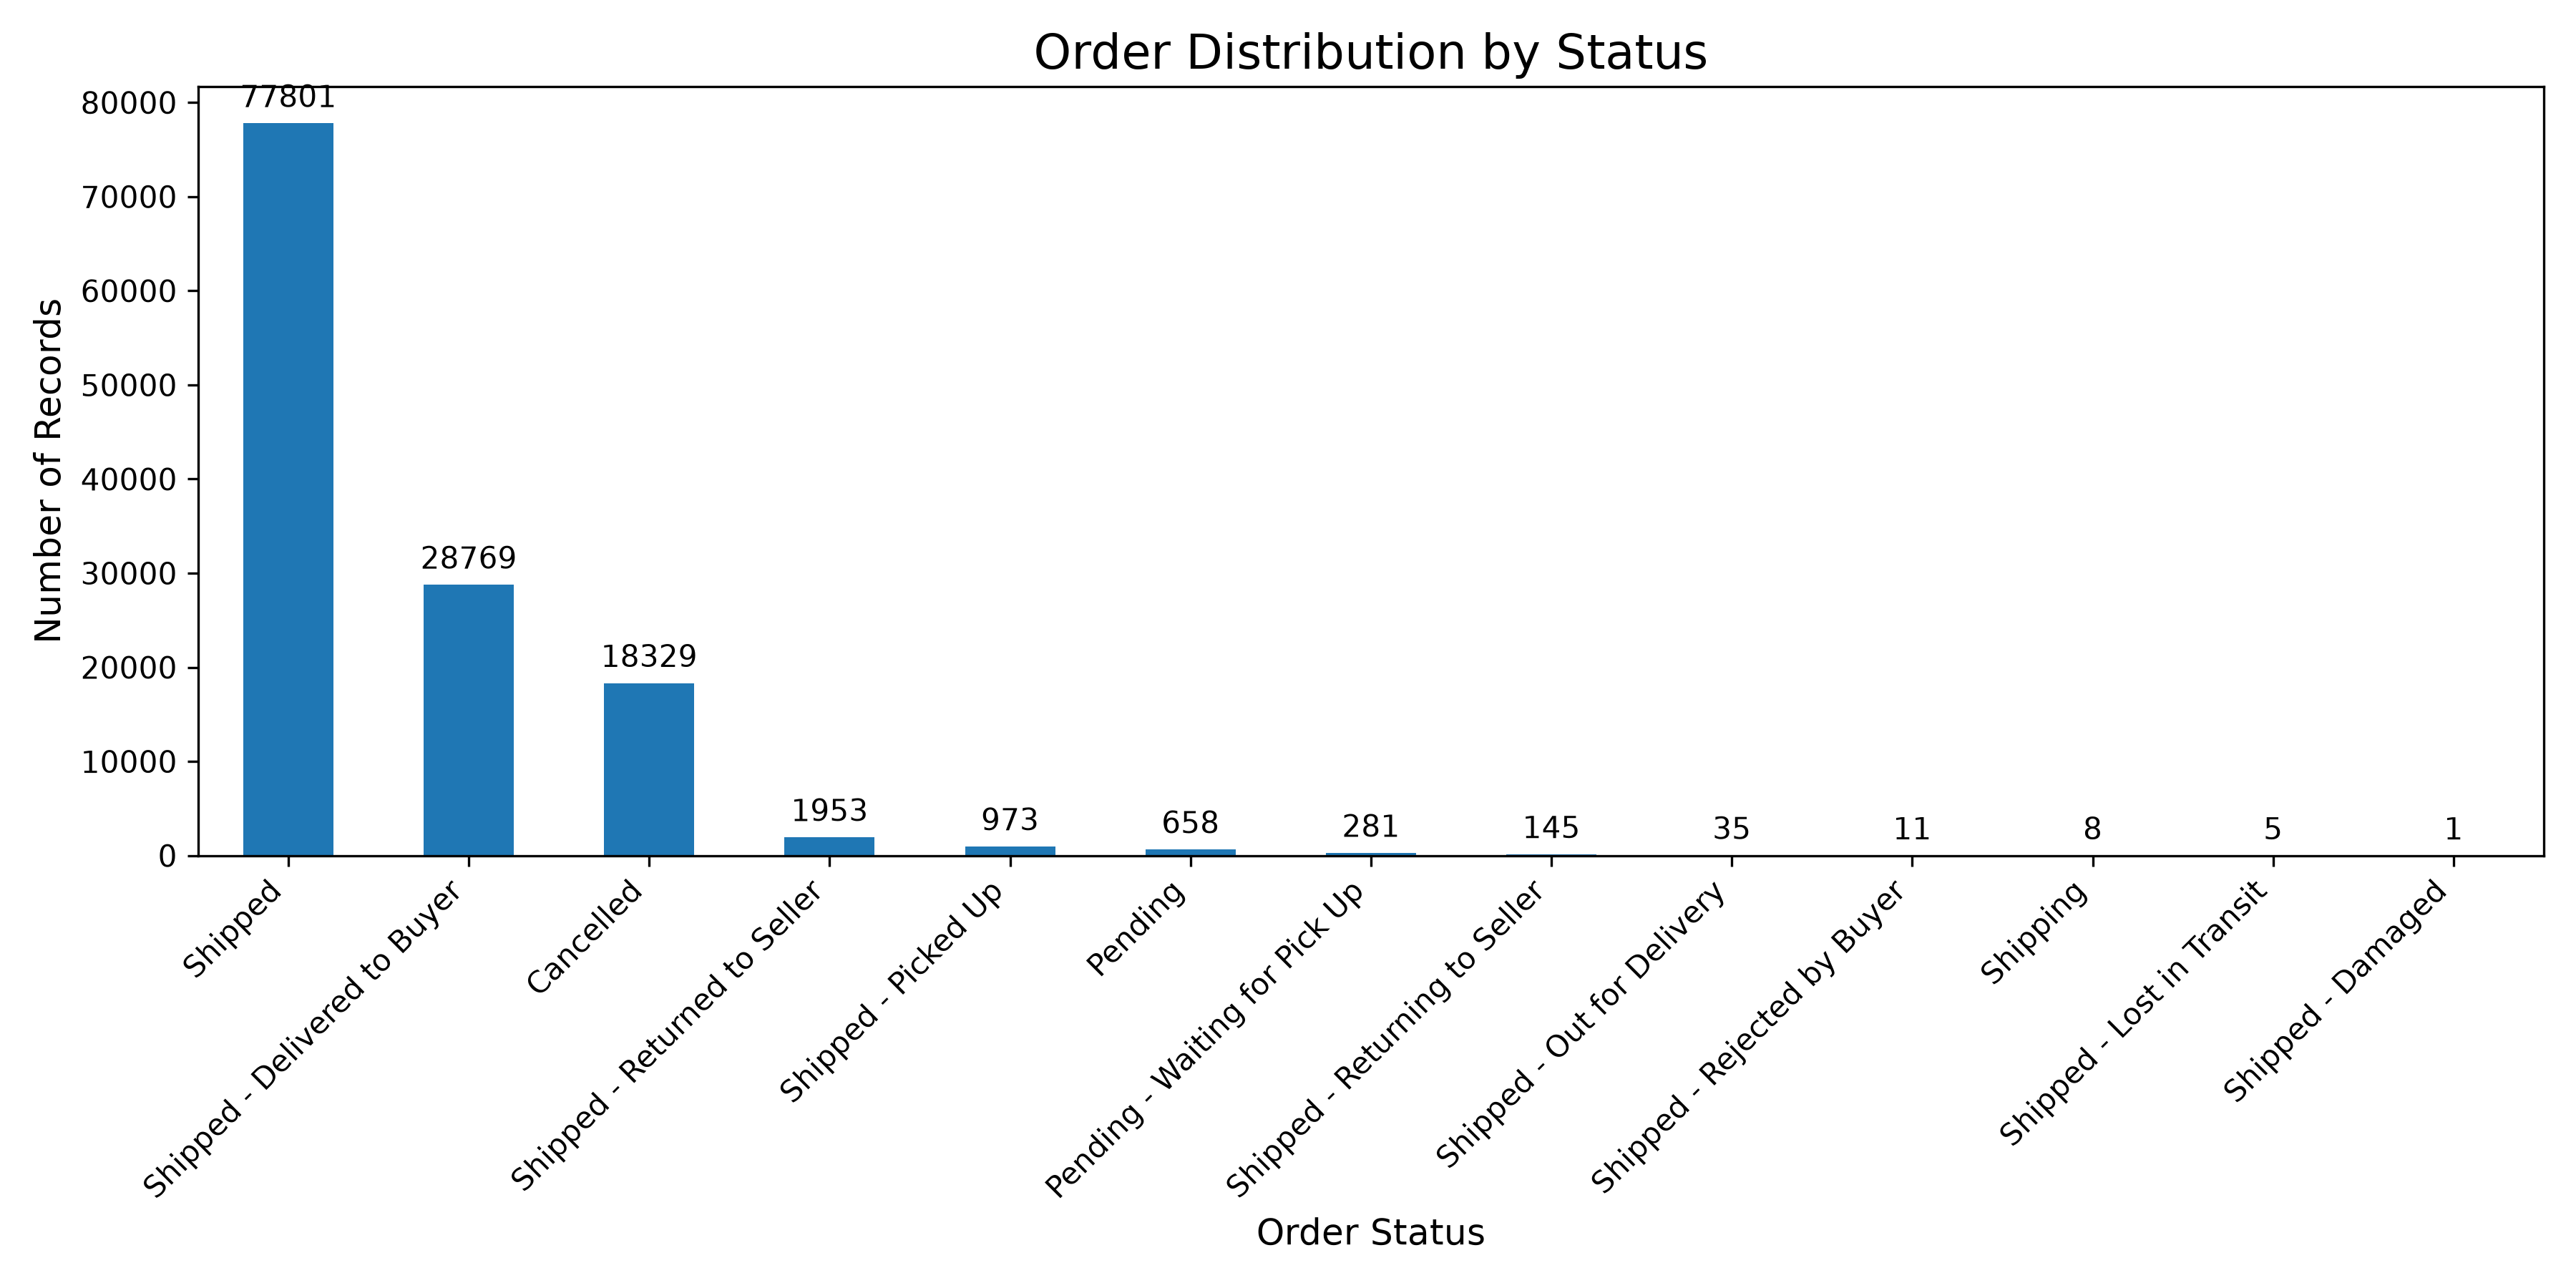 Order Distribution by Status
Number of Records
80000
70000
60000
50000
40000
30000
20000
10000
0
77801
28769
18329
1953
973
658
281
145
35
11
8
5
1
Shipped
Shipped - Delivered to Buyer
Cancelled
Shipped - Returned to Seller
Shipped - Picked Up
Pending
Pending - Waiting for Pick Up
Shipped - Returning to Seller
Shipped - Out for Delivery
Shipped - Rejected by Buyer
Shipping
Shipped - Lost in Transit
Shipped - Damaged
Order Status